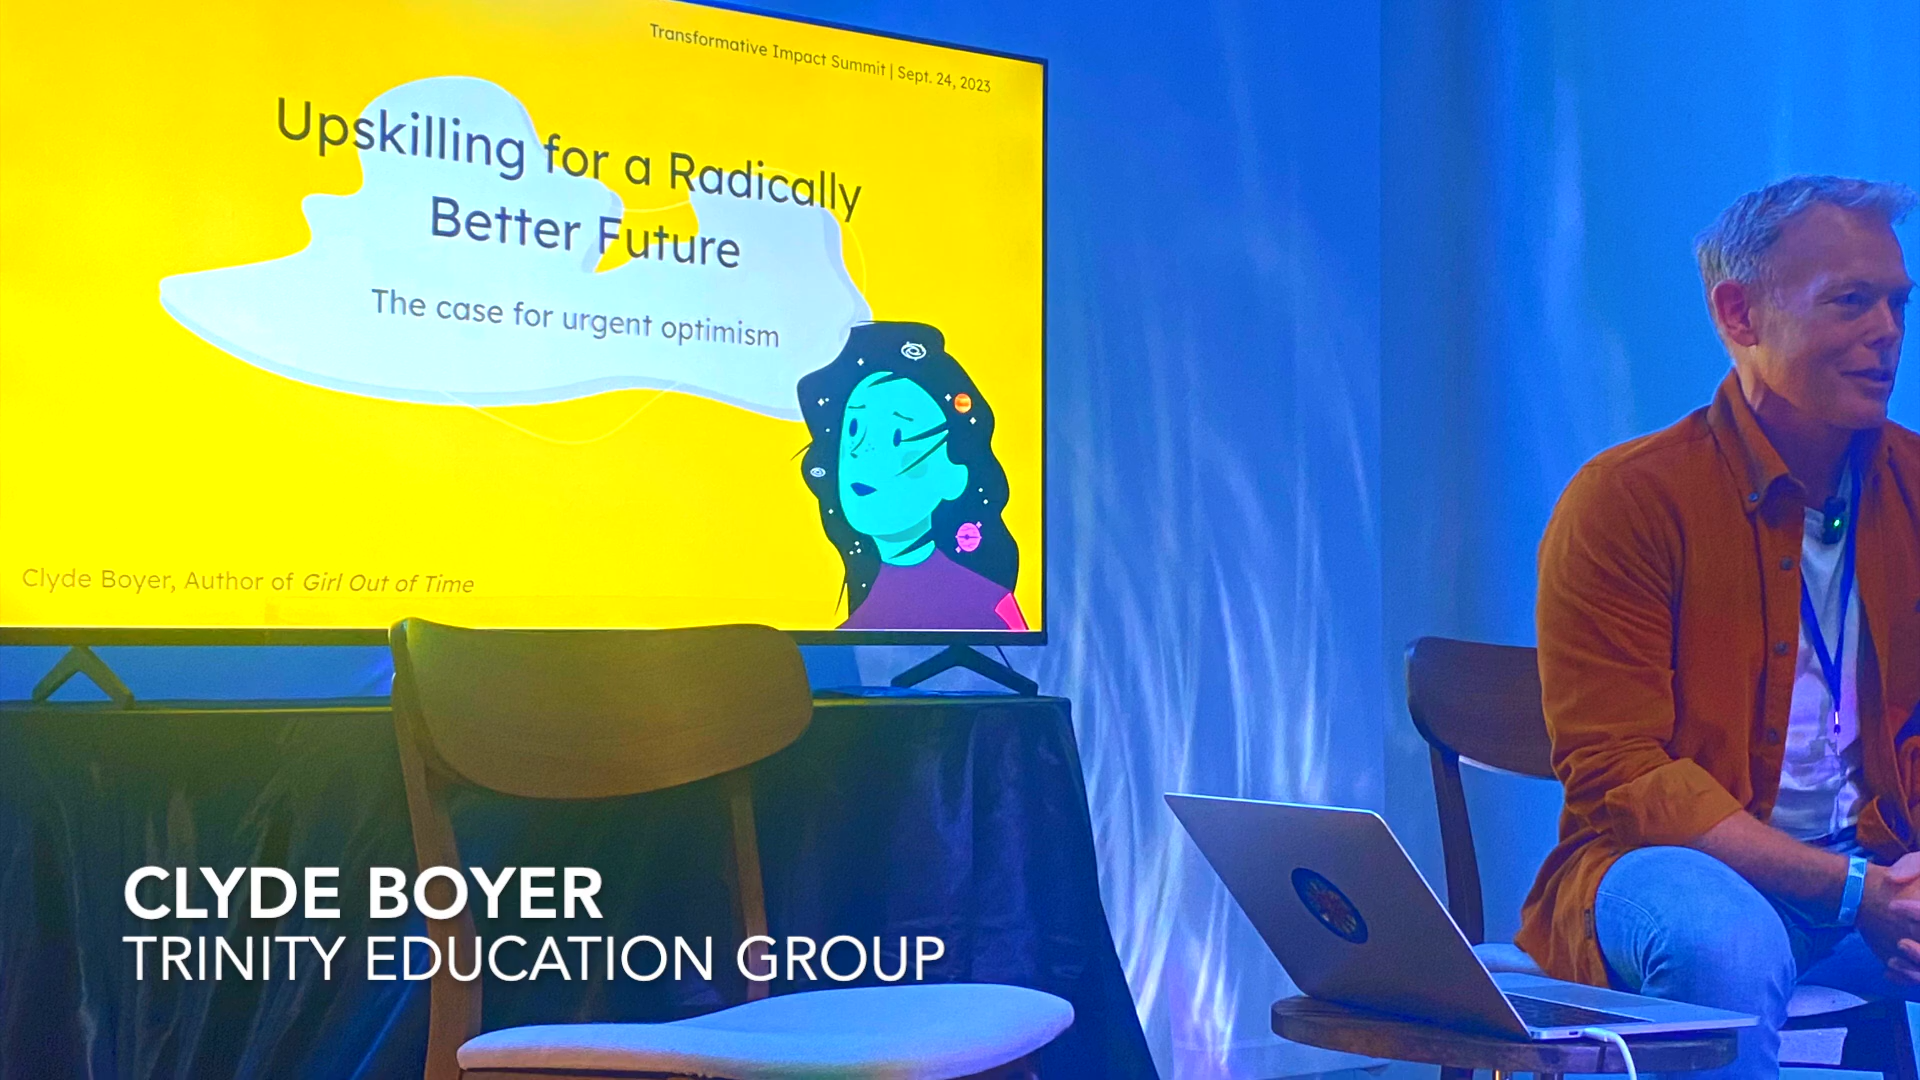 Transformative Impact Summit | Sept. 24, 2023
Upskilling for a Radically
Better Future
The case for urgent optimism
Clyde Boyer, Author of Girl Out of Time
CLYDE BOYER
TRINITY EDUCATION GROUP